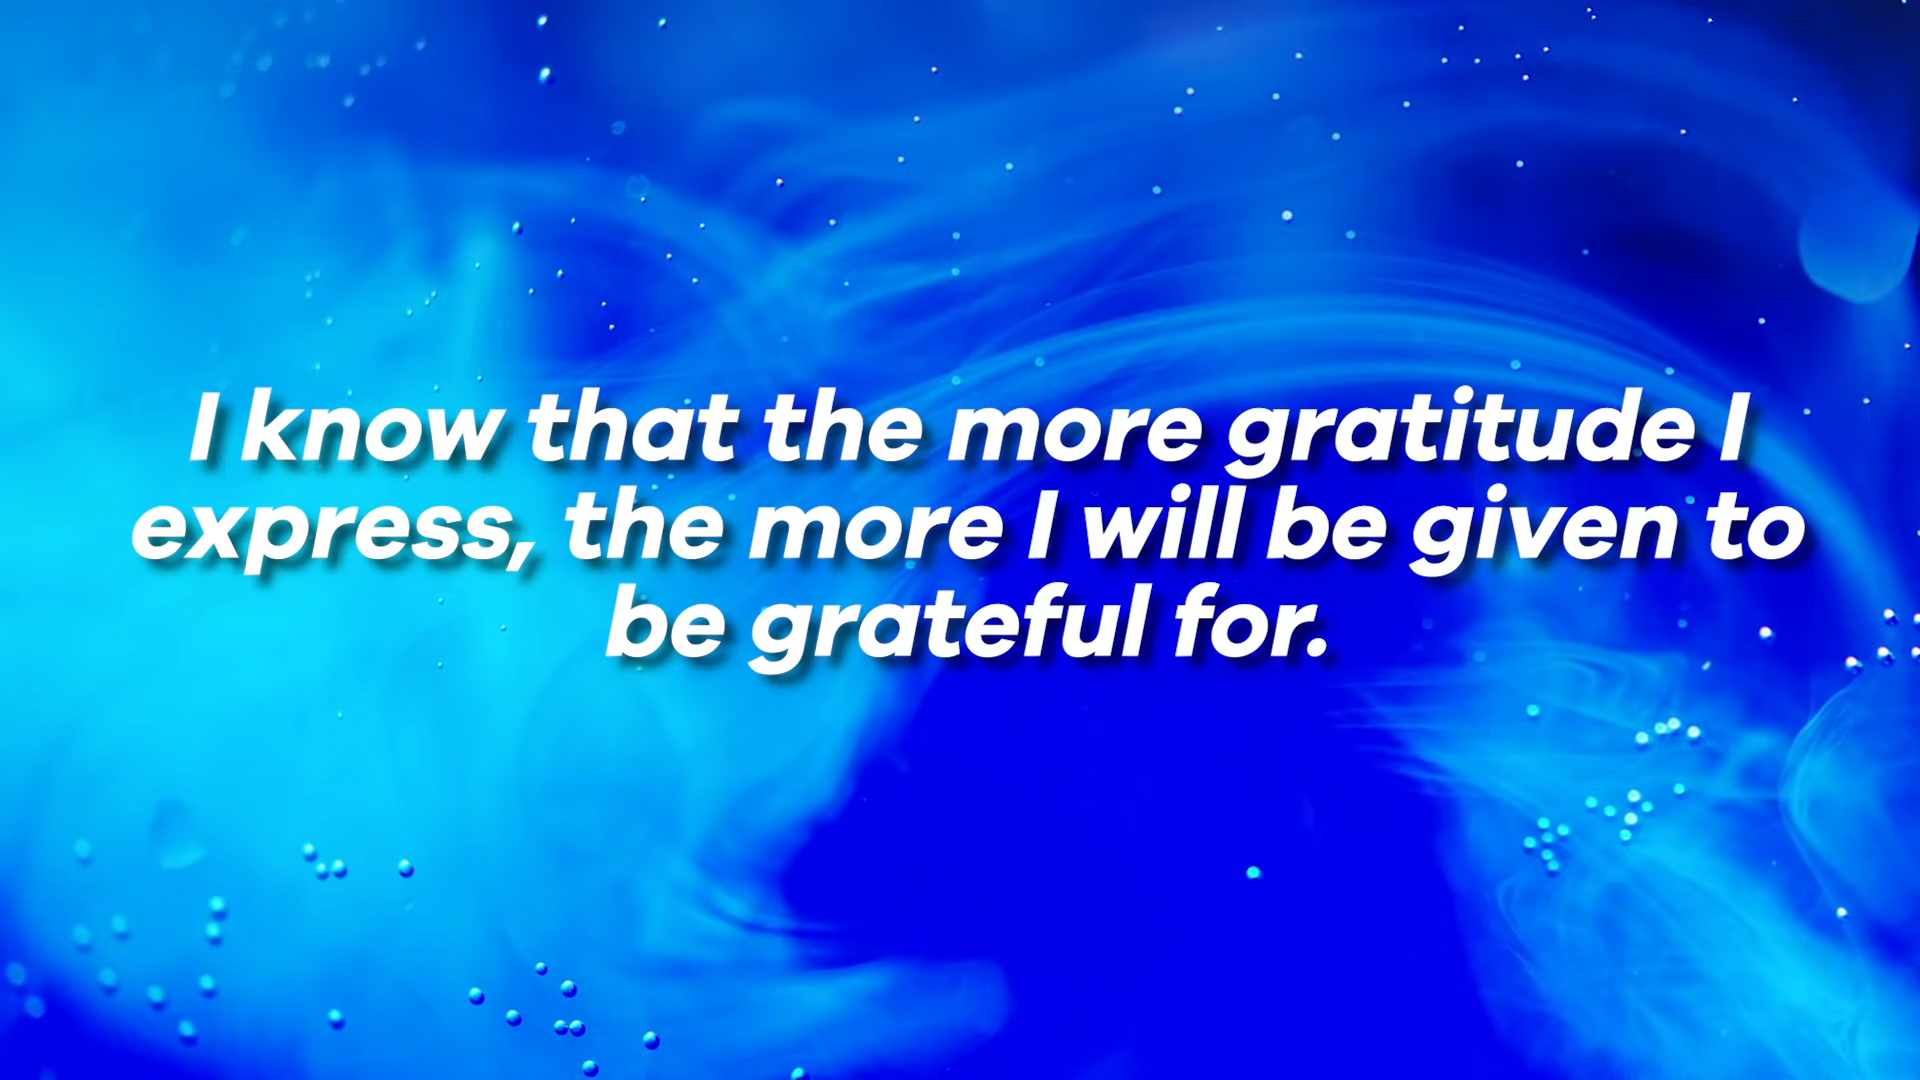 I know that the more gratitude I
express, the more I will be given to
be grateful for.